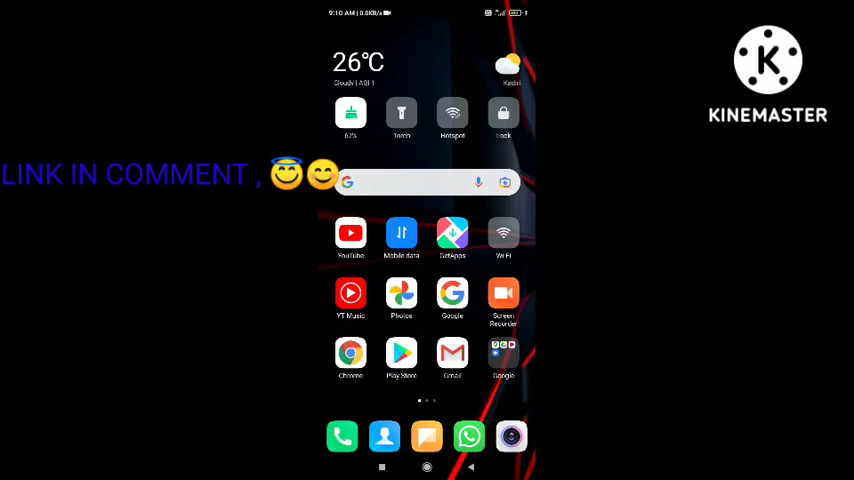 9:10 AM | 0.0KB/s
26°C
Cloudy | AQI 1
Kediri
67%
Torch
Hotspot
Lock
KINEMASTER
LINK IN COMMENT , 😇😊
YouTube
Mobile data
GetApps
Wi-Fi
YT Music
Photos
Google
Screen
Recorder
Chrome
Play Store
Gmail
Google